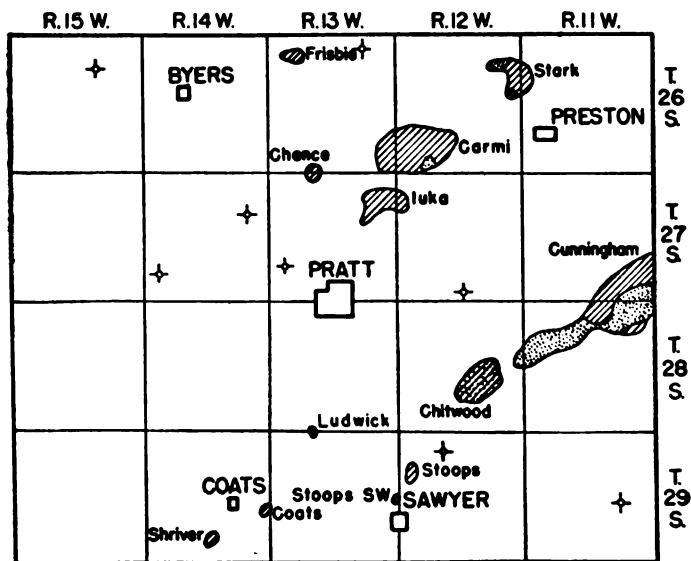 R.15 W. R.14 W. R.13 W. R.12 W. R.11 W.
Frisbie
Stark
BYERS
T.
26
S.
PRESTON
Carmi
Chance
Iuka
T.
27
S.
Cunningham
PRATT
T.
28
S.
Chitwood
Ludwick
Stoops
COATS
Stoops SW
SAWYER
Coats
T.
29
S.
Shriver